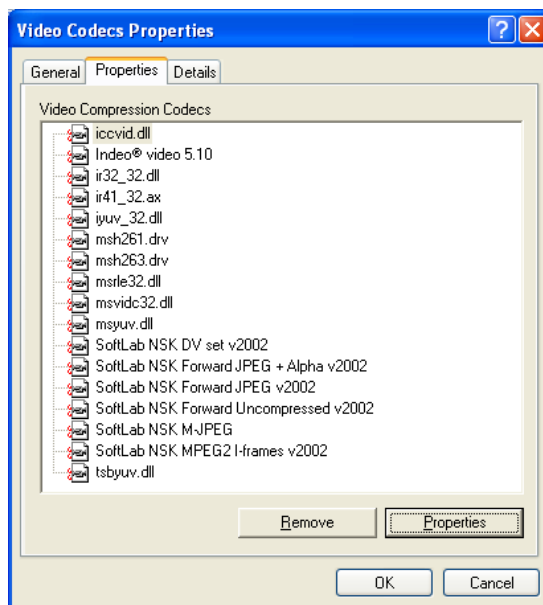 Video Codecs Properties
General Properties Details
Video Compression Codecs
iccvid.dll
Indeo® video 5.10
ir32_32.dll
ir41_32.ax
iyuv_32.dll
msh261.drv
msh263.drv
msrle32.dll
msvidc32.dll
msyuv.dll
SoftLab NSK DV set v2002
SoftLab NSK Forward JPEG + Alpha v2002
SoftLab NSK Forward JPEG v2002
SoftLab NSK Forward Uncompressed v2002
SoftLab NSK M-JPEG
SoftLab NSK MPEG2 I-frames v2002
tsbyuv.dll
Remove Properties
OK Cancel